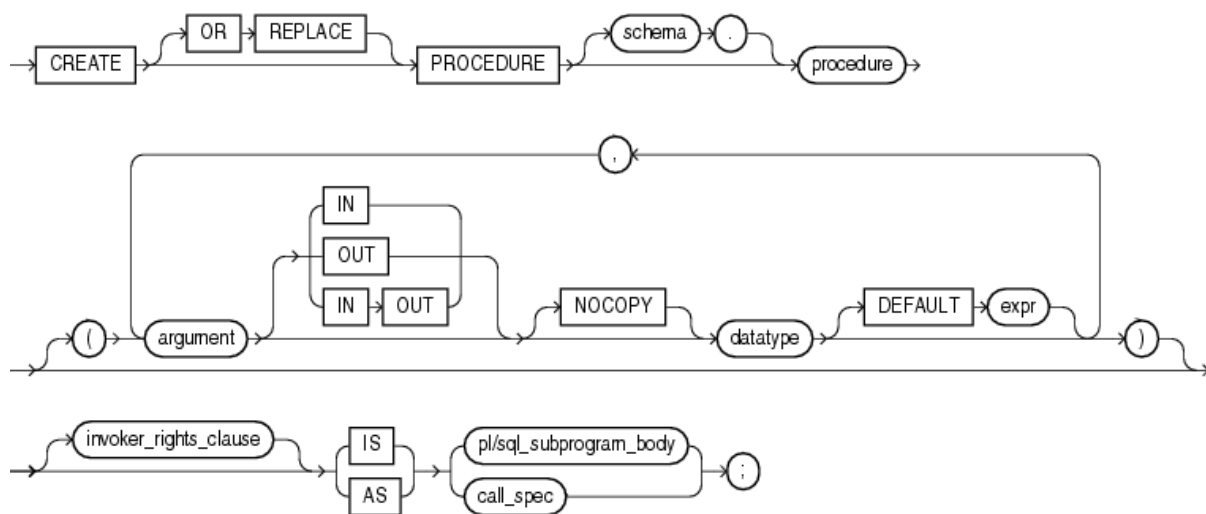 OR REPLACE schema .
CREATE PROCEDURE procedure
,
IN
OUT
IN OUT NOCOPY DEFAULT expr
( argument datatype )
invoker_rights_clause IS pl/sql_subprogram_body
AS call_spec ;